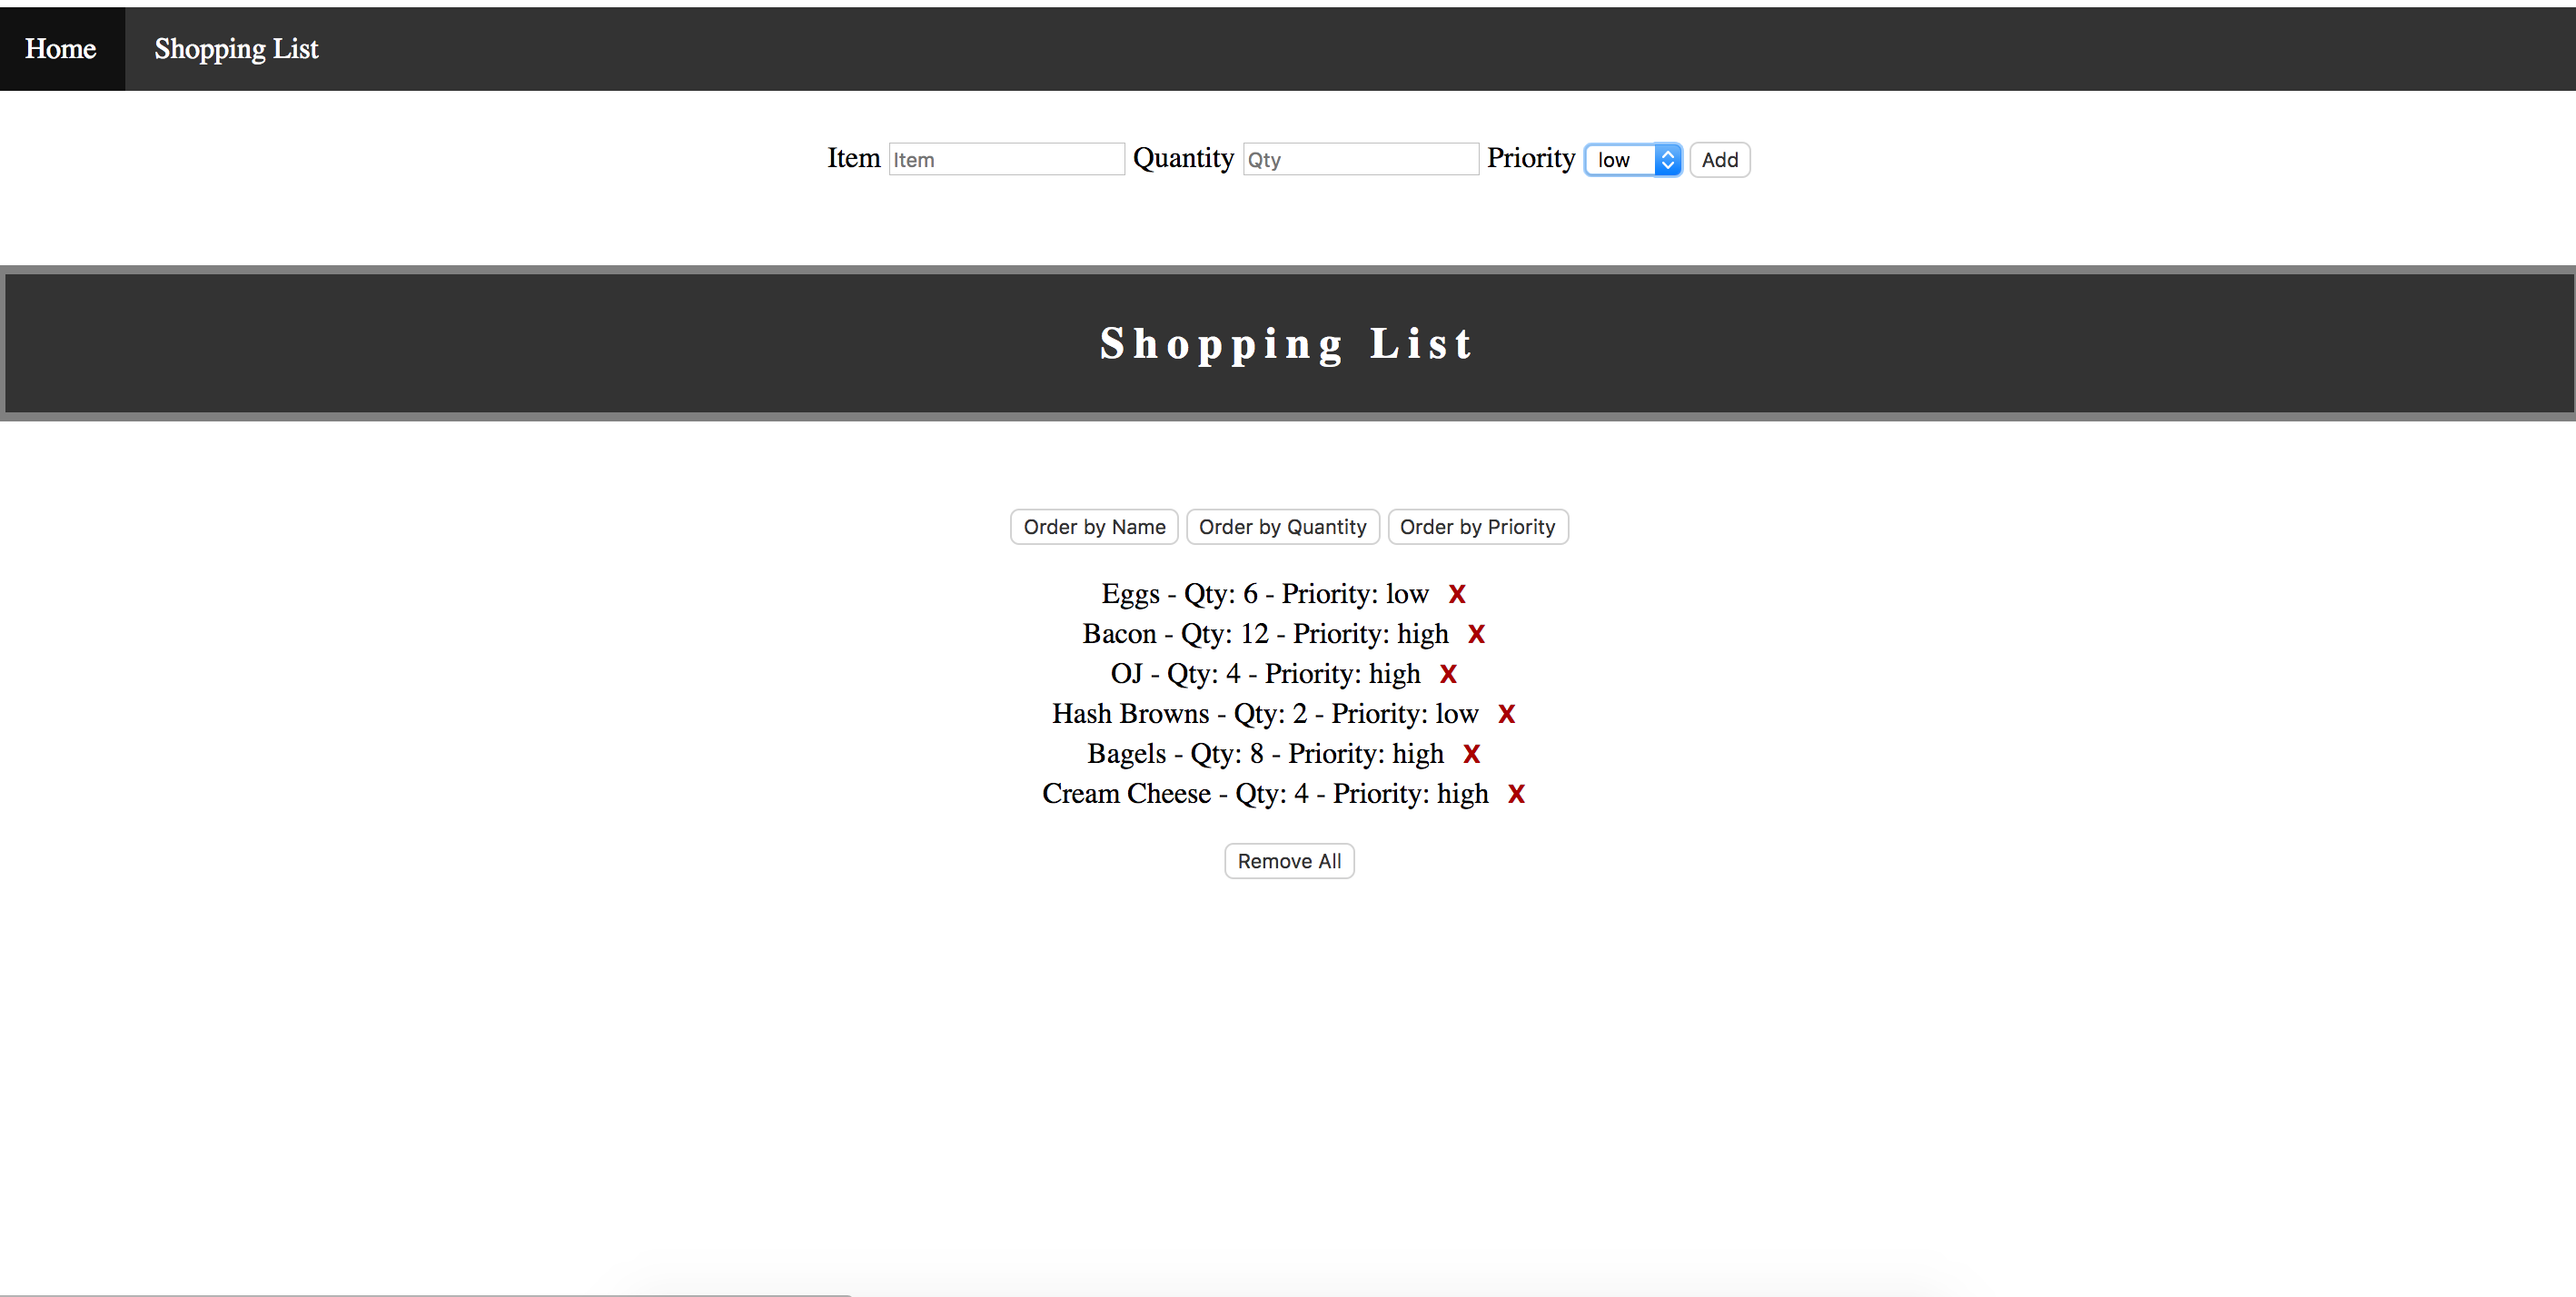 Home Shopping List
Item Item Quantity Qty Priority low Add
Shopping List
Order by Name Order by Quantity Order by Priority
Eggs - Qty: 6 - Priority: low X
Bacon - Qty: 12 - Priority: high X
OJ - Qty: 4 - Priority: high X
Hash Browns - Qty: 2 - Priority: low X
Bagels - Qty: 8 - Priority: high X
Cream Cheese - Qty: 4 - Priority: high X
Remove All